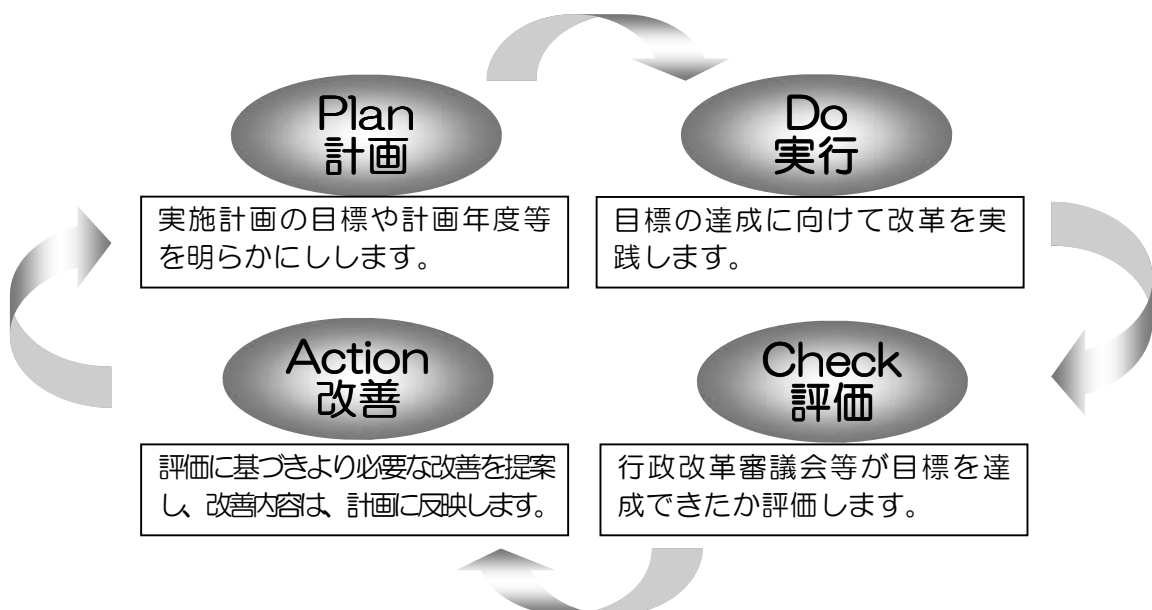 Plan
計画
実施計画の目標や計画年度等
を明らかにしします。
Do
実行
目標の達成に向けて改革を実
践します。
Check
評価
行政改革審議会等が目標を達
成できたか評価します。
Action
改善
評価に基づきより必要な改善を提案
し、改善内容は、計画に反映します。